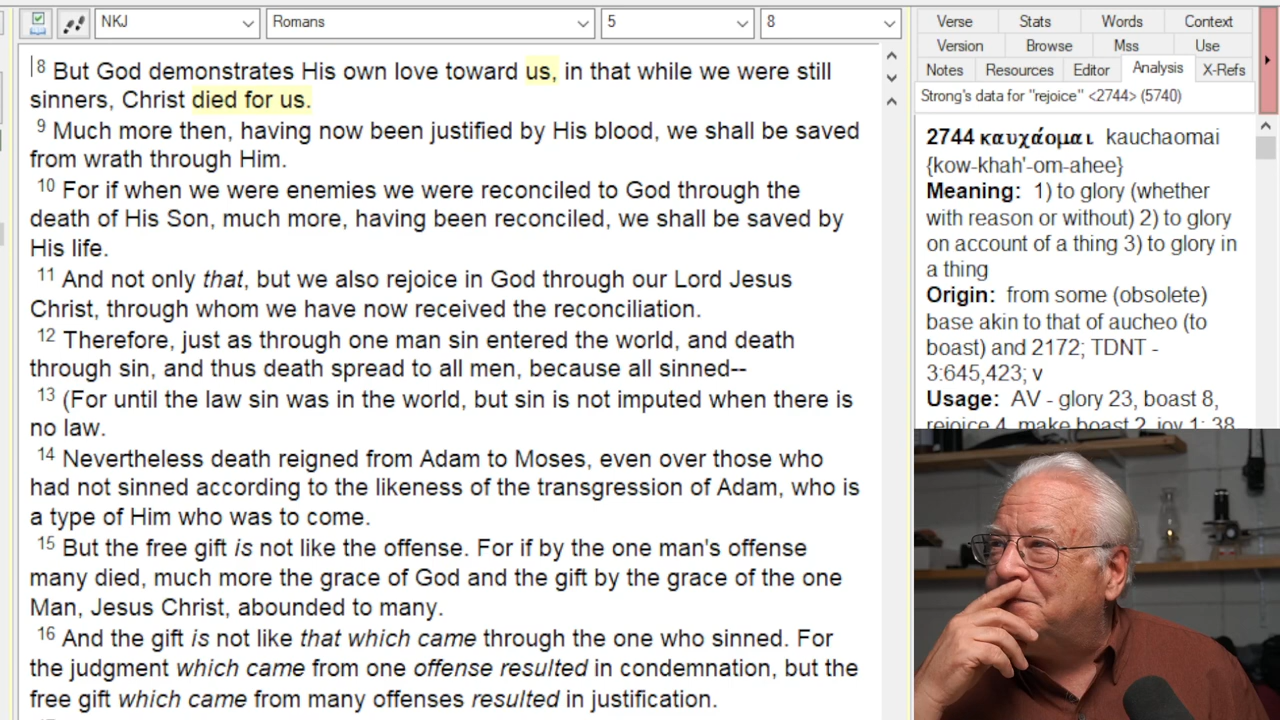 NKJ
Romans
5
8
8 But God demonstrates His own love toward us, in that while we were still
sinners, Christ died for us.
9 Much more then, having now been justified by His blood, we shall be saved
from wrath through Him.
10 For if when we were enemies we were reconciled to God through the
death of His Son, much more, having been reconciled, we shall be saved by
His life.
11 And not only that, but we also rejoice in God through our Lord Jesus
Christ, through whom we have now received the reconciliation.
12 Therefore, just as through one man sin entered the world, and death
through sin, and thus death spread to all men, because all sinned--
13 (For until the law sin was in the world, but sin is not imputed when there is
no law.
14 Nevertheless death reigned from Adam to Moses, even over those who
had not sinned according to the likeness of the transgression of Adam, who is
a type of Him who was to come.
15 But the free gift is not like the offense. For if by the one man's offense
many died, much more the grace of God and the gift by the grace of the one
Man, Jesus Christ, abounded to many.
16 And the gift is not like that which came through the one who sinned. For
the judgment which came from one offense resulted in condemnation, but the
free gift which came from many offenses resulted in justification.
Verse Stats Words Context
Version Browse Mss Use
Notes Resources Editor Analysis X-Refs
Strong's data for "rejoice" <2744> (5740)
2744 καυχάομαι kauchaomai
{kow-khah'-om-ahee}
Meaning: 1) to glory (whether
with reason or without) 2) to glory
on account of a thing 3) to glory in
a thing
Origin: from some (obsolete)
base akin to that of aucheo (to
boast) and 2172; TDNT -
3:645,423; v
Usage: AV - glory 23, boast 8,
rejoice 4, make boast 2, joy 1; 38